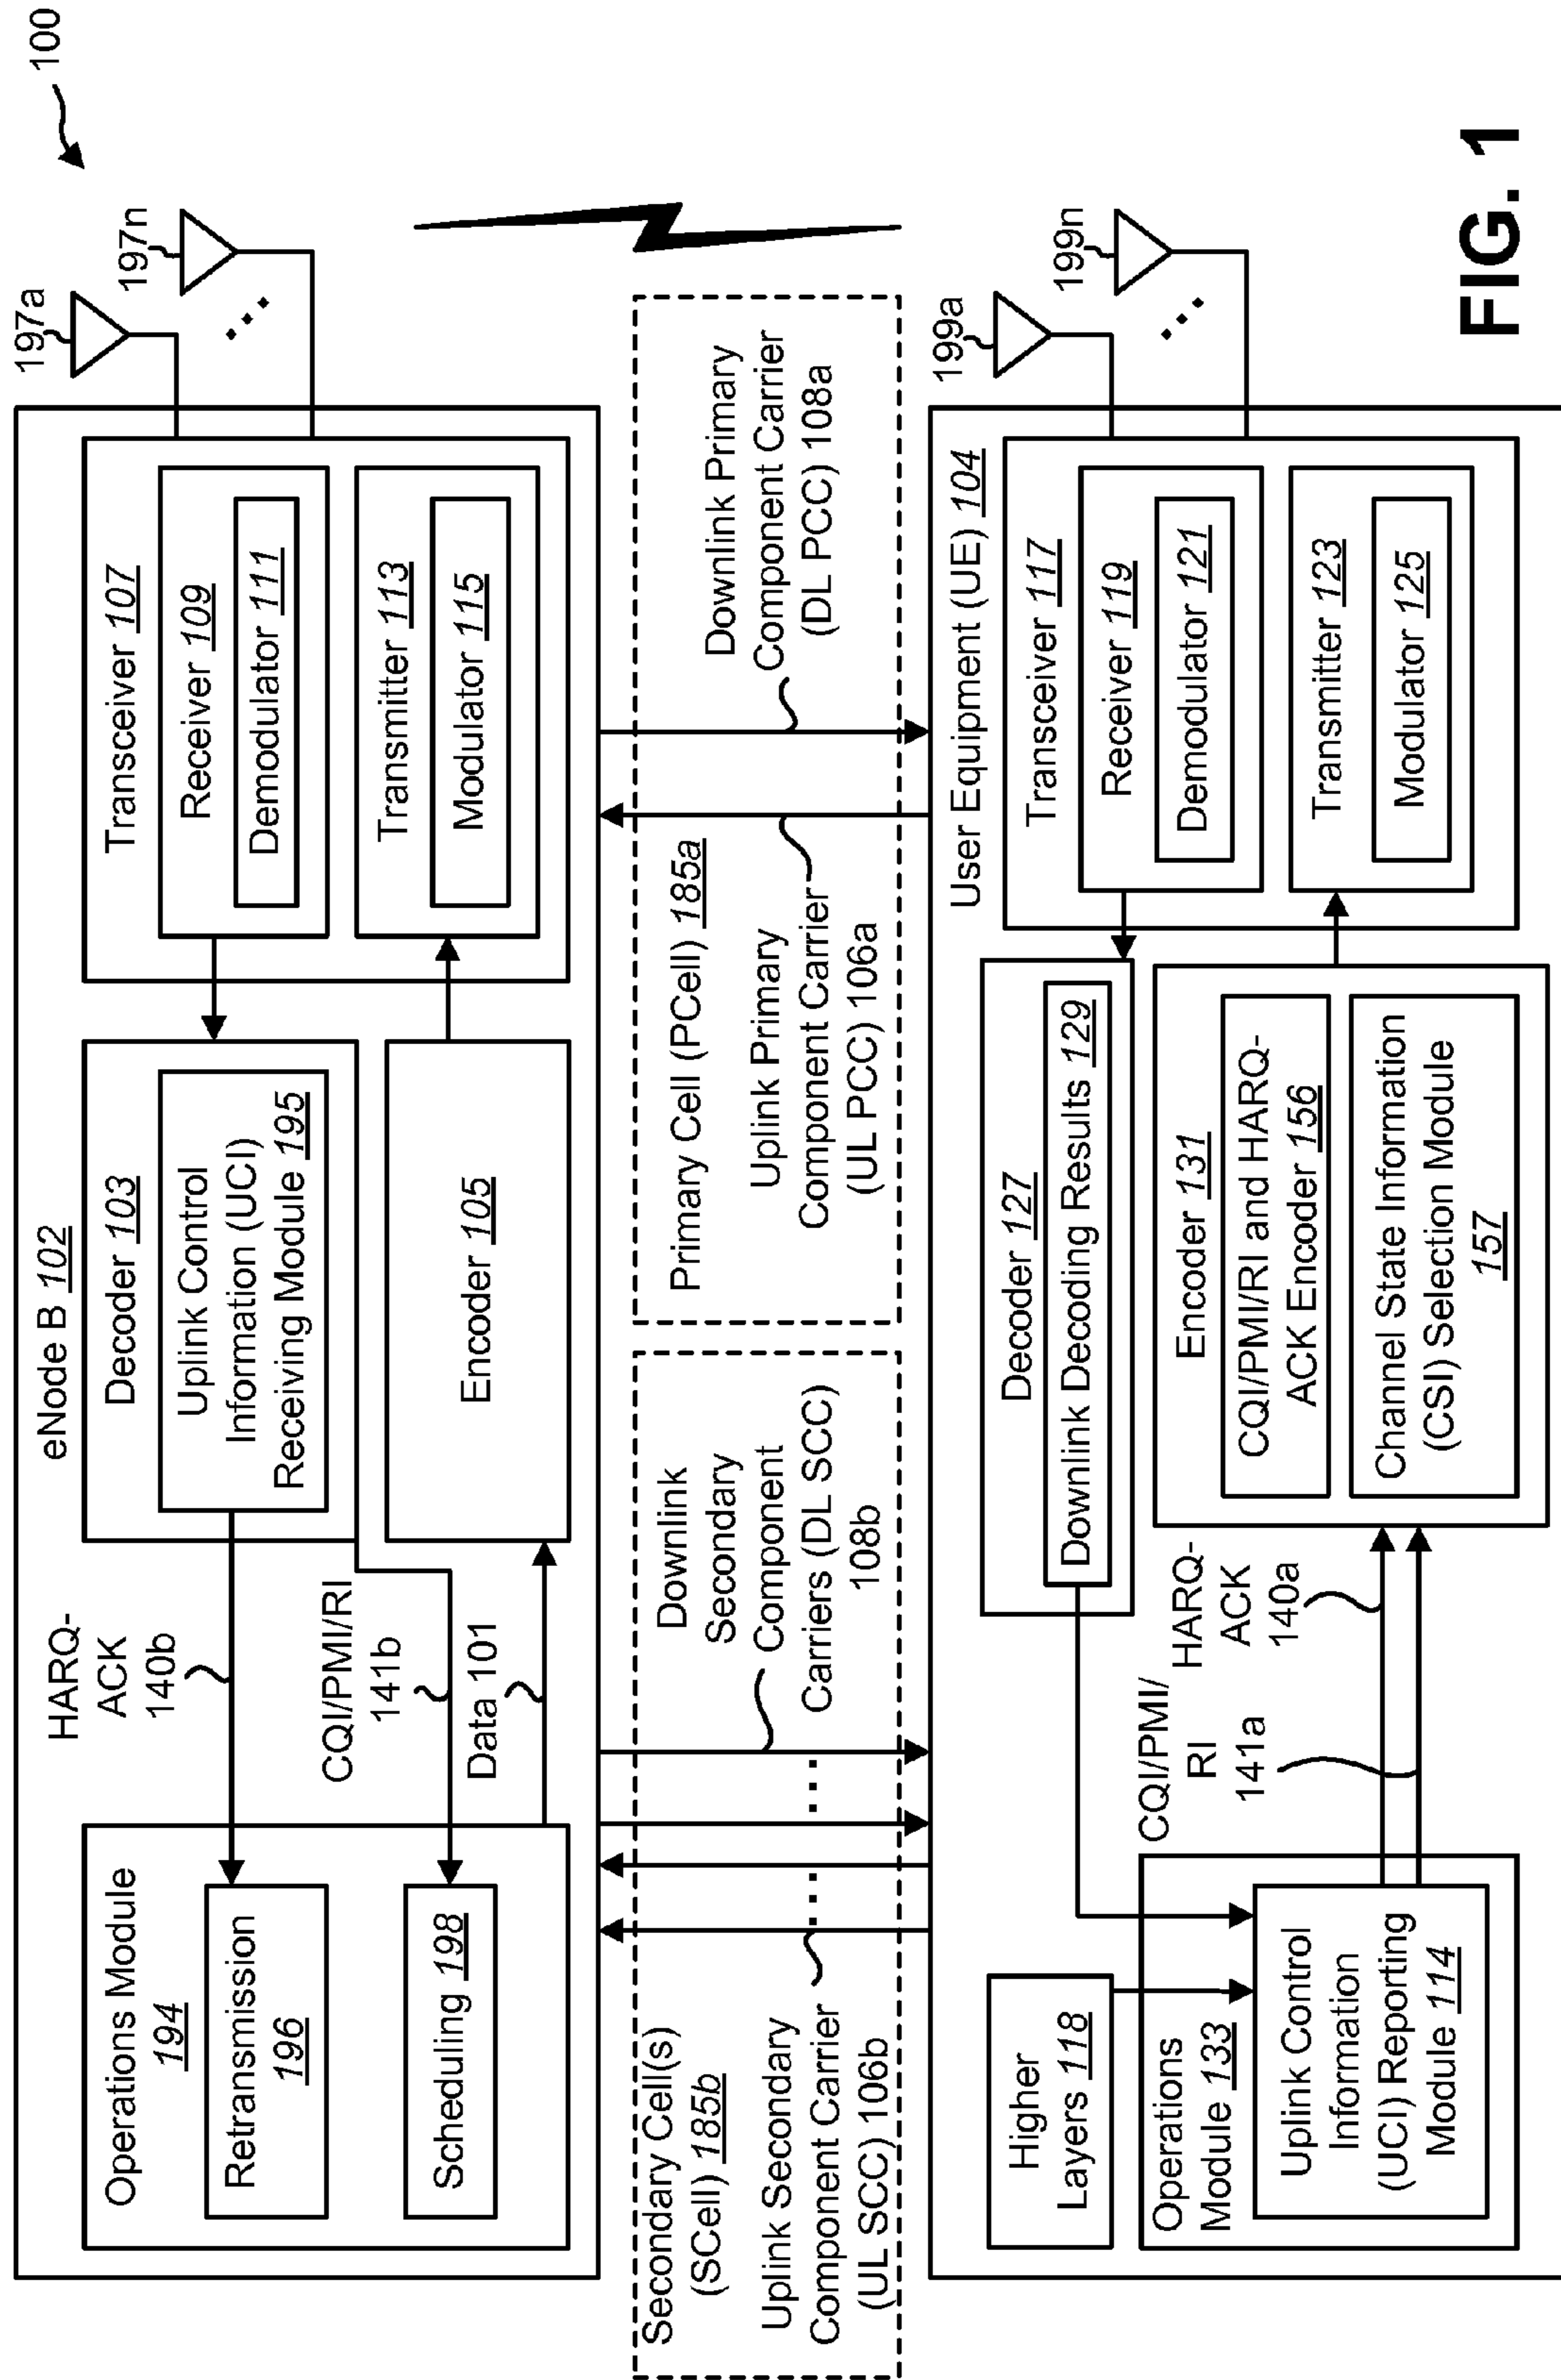 100
eNode B 102
Operations Module
194
Retransmission
196
Scheduling 198
HARQ-
ACK
140b
CQI/PMI/RI
141b
Data 101
Decoder 103
Uplink Control
Information (UCI)
Receiving Module 195
Encoder 105
Transceiver 107
Receiver 109
Demodulator 111
Transmitter 113
Modulator 115
197a
197n
Secondary Cell(s)
(SCell) 185b
Uplink Secondary
Component Carrier
(UL SCC) 106b
Downlink
Secondary
Component
Carriers (DL SCC)
108b
Primary Cell (PCell) 185a
Uplink Primary
Component Carrier
(UL PCC) 106a
Downlink Primary
Component Carrier
(DL PCC) 108a
User Equipment (UE) 104
Higher
Layers 118
Operations
Module 133
Uplink Control
Information
(UCI) Reporting
Module 114
CQI/PMI/
RI
141a
HARQ-
ACK
140a
Decoder 127
Downlink Decoding Results 129
Encoder 131
CQI/PMI/RI and HARQ-
ACK Encoder 156
Channel State Information
(CSI) Selection Module
157
Transceiver 117
Receiver 119
Demodulator 121
Transmitter 123
Modulator 125
199a
199n
FIG. 1